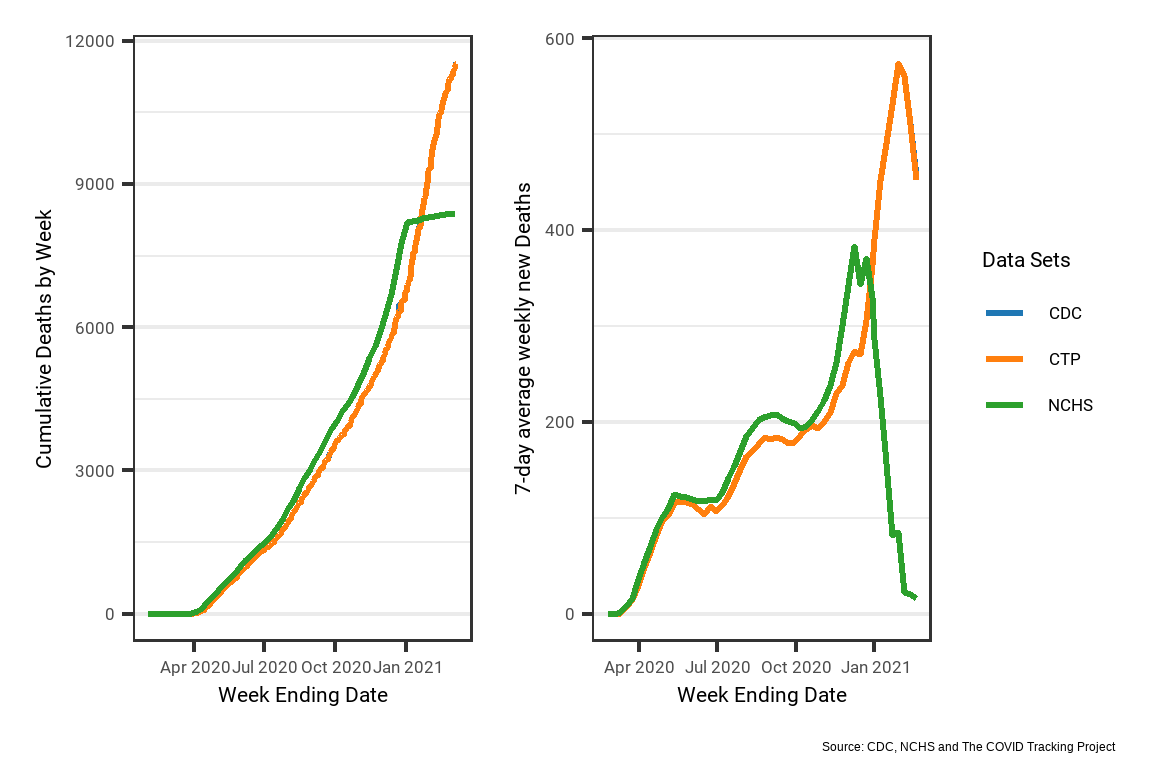 Cumulative Deaths by Week
12000
9000
6000
3000
0
Apr 2020 Jul 2020 Oct 2020 Jan 2021
Week Ending Date
7-day average weekly new Deaths
600
400
200
0
Apr 2020 Jul 2020 Oct 2020 Jan 2021
Week Ending Date
Data Sets
CDC
CTP
NCHS
Source: CDC, NCHS and The COVID Tracking Project